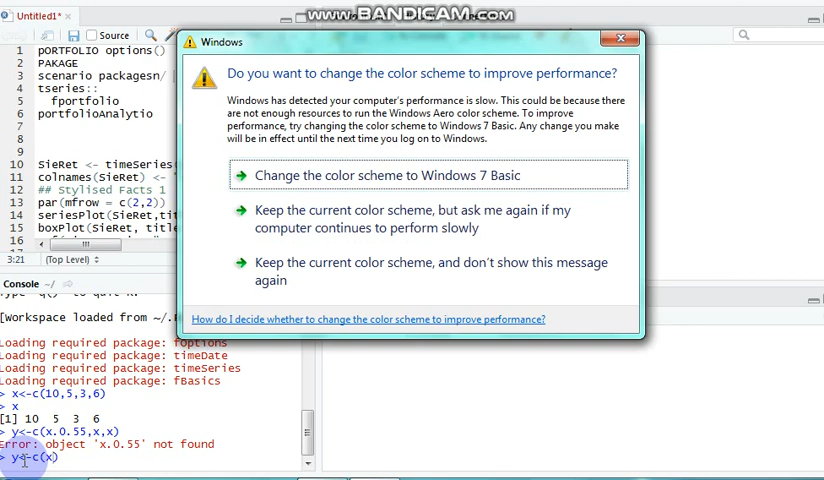 WWW.BANDICAM.COM
Untitled1* ×
Source
1 pORTFOLIO options()
2 PAKAGE
3 scenario packagesn/
4 tseries::
5 fportfolio
6 portfolioAnalytio
7
8
9
10 SieRet <- timeSeries(
11 colnames(SieRet) <-
12 ## Stylised Facts 1
13 par(mfrow = c(2,2))
14 seriesPlot(SieRet,tit
15 boxPlot(SieRet, title
16
3:21 (Top Level)
Windows
Do you want to change the color scheme to improve performance?
Windows has detected your computer's performance is slow. This could be because there
are not enough resources to run the Windows Aero color scheme. To improve
performance, try changing the color scheme to Windows 7 Basic. Any change you make
will be in effect until the next time you log on to Windows.
Change the color scheme to Windows 7 Basic
Keep the current color scheme, but ask me again if my
computer continues to perform slowly
Keep the current color scheme, and don't show this message
again
How do I decide whether to change the color scheme to improve performance?
Console ~/
[Workspace loaded from ~/.
Loading required package: fOptions
Loading required package: timeDate
Loading required package: timeSeries
Loading required package: fBasics
> x<-c(10,5,3,6)
> x
[1] 10 5 3 6
> y<-c(x.0.55,x,x)
Error: object 'x.0.55' not found
> y<-c(x)